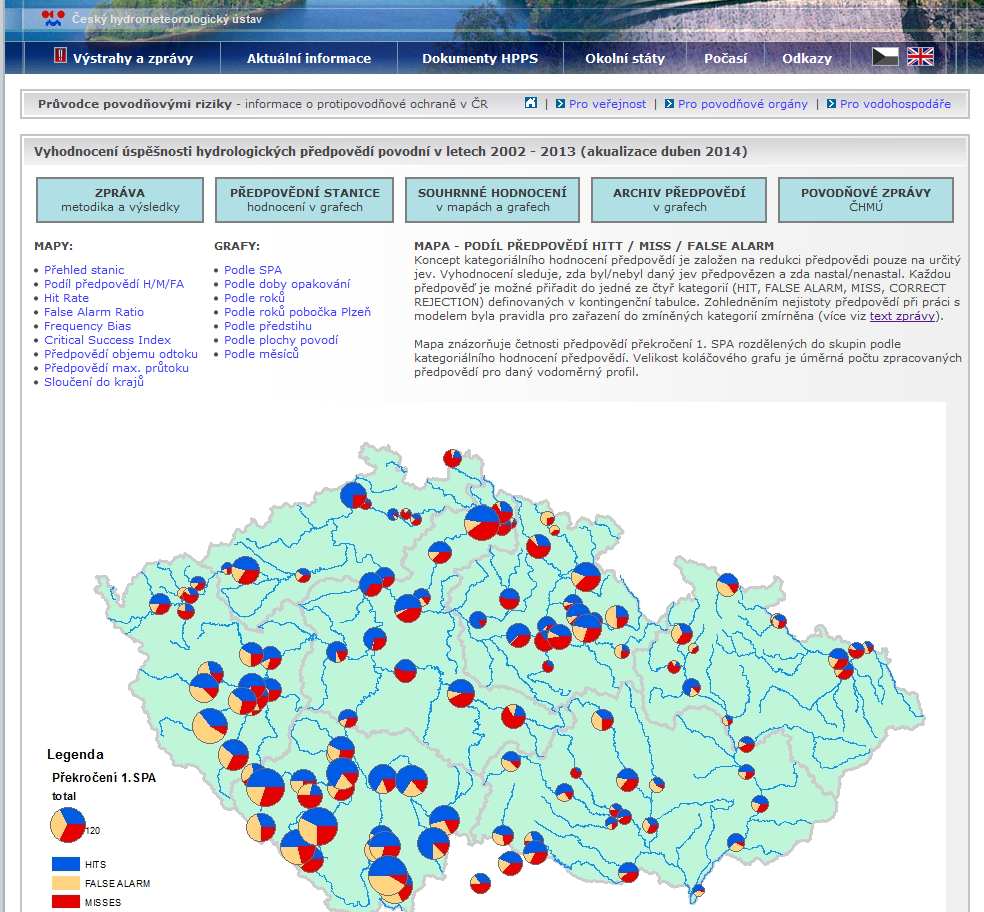 Český hydrometeorologický ústav
Výstrahy a zprávy
Aktuální informace
Dokumenty HPPS
Okolní státy
Počasí
Odkazy
Průvodce povodňovými riziky - informace o protipovodňové ochraně v ČR | Pro veřejnost | Pro povodňové orgány | Pro vodohospodáře
Vyhodnocení úspěšnosti hydrologických předpovědí povodní v letech 2002 - 2013 (akualizace duben 2014)
ZPRÁVA
metodika a výsledky
PŘEDPOVĚDNÍ STANICE
hodnocení v grafech
SOUHRNNÉ HODNOCENÍ
v mapách a grafech
ARCHIV PŘEDPOVĚDÍ
v grafech
POVODŇOVÉ ZPRÁVY
ČHMÚ
MAPY:
Přehled stanic
Podíl předpovědí H/M/FA
Hit Rate
False Alarm Ratio
Frequency Bias
Critical Success Index
Předpovědí objemu odtoku
Předpovědí max. průtoku
Sloučení do krajů
GRAFY:
Podle SPA
Podle doby opakování
Podle roků
Podle roků pobočka Plzeň
Podle předstihu
Podle plochy povodí
Podle měsíců
MAPA - PODÍL PŘEDPOVĚDÍ HITT / MISS / FALSE ALARM
Koncept kategoriálního hodnocení předpovědí je založen na redukci předpovědi pouze na určitý
jev. Vyhodnocení sleduje, zda byl/nebyl daný jev předpovězen a zda nastal/nenastal. Každou
předpověď je možné přiřadit do jedné ze čtyř kategorií (HIT, FALSE ALARM, MISS, CORRECT
REJECTION) definovaných v kontingenční tabulce. Zohledněním nejistoty předpovědí při práci s
modelem byla pravidla pro zařazení do zmíněných kategorií zmírněna (více viz text zprávy).
Mapa znázorňuje četnosti předpovědí překročení 1. SPA rozdělených do skupin podle
kategoriálního hodnocení předpovědí. Velikost koláčového grafu je úměrná počtu zpracovaných
předpovědí pro daný vodoměrný profil.
Legenda
Překročení 1.SPA
total
120
HITS
FALSE ALARM
MISSES